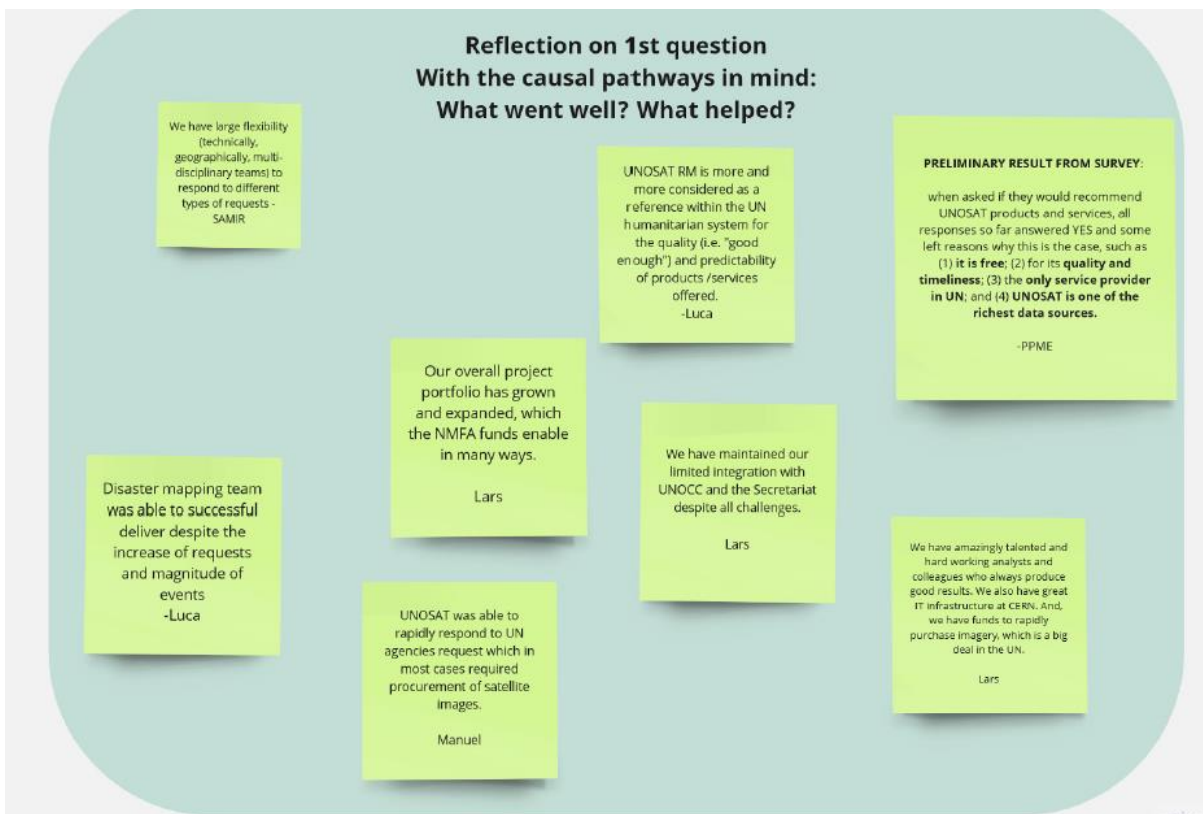 Reflection on 1st question
With the causal pathways in mind:
What went well? What helped?
We have large flexibility
(technically,
geographically, multi-
disciplinary teams) to
respond to different
types of requests -
SAMIR
UNOSAT RM is more and
more considered as a
reference within the UN
humanitarian system for
the quality (i.e. "good
enough") and predictability
of products /services
offered.
-Luca
PRELIMINARY RESULT FROM SURVEY:
when asked if they would recommend
UNOSAT products and services, all
responses so far answered YES and some
left reasons why this is the case, such as
(1) it is free; (2) for its quality and
timeliness; (3) the only service provider
in UN; and (4) UNOSAT is one of the
richest data sources.
-PPME
Our overall project
portfolio has grown
and expanded, which
the NMFA funds enable
in many ways.
Lars
We have maintained our
limited integration with
UNOCC and the Secretariat
despite all challenges.
Lars
Disaster mapping team
was able to successful
deliver despite the
increase of requests
and magnitude of
events
-Luca
UNOSAT was able to
rapidly respond to UN
agencies request which in
most cases required
procurement of satellite
images.
Manuel
We have amazingly talented and
hard working analysts and
colleagues who always produce
good results. We also have great
IT infrastructure at CERN. And,
we have funds to rapidly
purchase imagery, which is a big
deal in the UN.
Lars